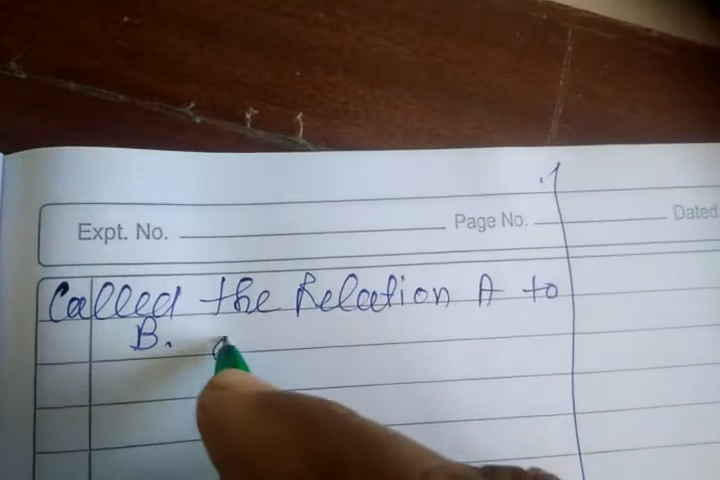 Expt. No. Page No. Dated
Called the Relation A to
B.